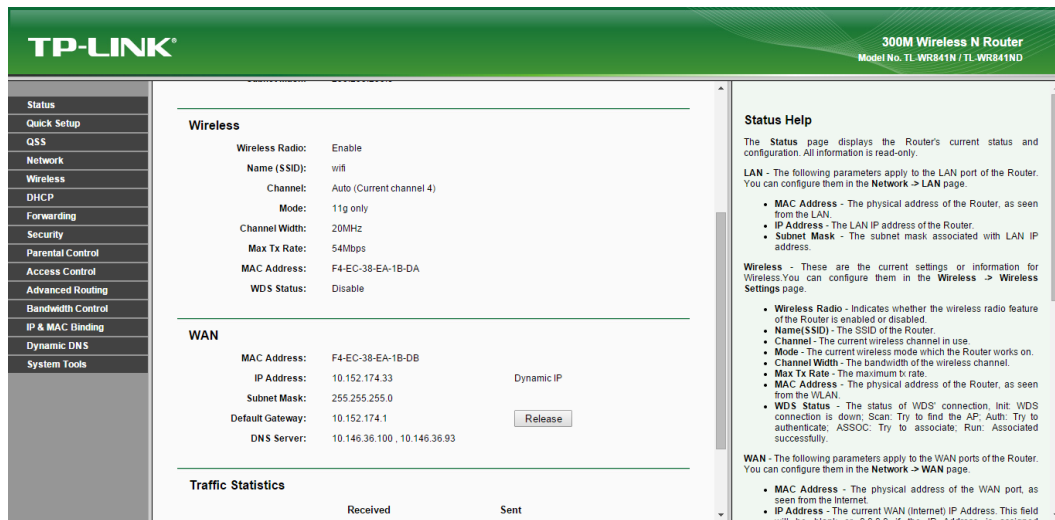 TP-LINK®
300M Wireless N Router
Model No. TL-WR841N / TL-WR841ND
Status
Quick Setup
QSS
Network
Wireless
DHCP
Forwarding
Security
Parental Control
Access Control
Advanced Routing
Bandwidth Control
IP & MAC Binding
Dynamic DNS
System Tools
Wireless
Wireless Radio: Enable
Name (SSID): wifi
Channel: Auto (Current channel 4)
Mode: 11g only
Channel Width: 20MHz
Max Tx Rate: 54Mbps
MAC Address: F4-EC-38-EA-1B-DA
WDS Status: Disable
WAN
MAC Address: F4-EC-38-EA-1B-DB
IP Address: 10.152.174.33 Dynamic IP
Subnet Mask: 255.255.255.0
Default Gateway: 10.152.174.1 Release
DNS Server: 10.146.36.100 , 10.146.36.93
Traffic Statistics
Received Sent
Status Help
The Status page displays the Router's current status and
configuration. All information is read-only.
LAN - The following parameters apply to the LAN port of the Router.
You can configure them in the Network -> LAN page.
• MAC Address - The physical address of the Router, as seen
from the LAN.
• IP Address - The LAN IP address of the Router.
• Subnet Mask - The subnet mask associated with LAN IP
address.
Wireless - These are the current settings or information for
Wireless.You can configure them in the Wireless -> Wireless
Settings page.
• Wireless Radio - Indicates whether the wireless radio feature
of the Router is enabled or disabled.
• Name(SSID) - The SSID of the Router.
• Channel - The current wireless channel in use.
• Mode - The current wireless mode which the Router works on.
• Channel Width - The bandwidth of the wireless channel.
• Max Tx Rate - The maximum tx rate.
• MAC Address - The physical address of the Router, as seen
from the WLAN.
• WDS Status - The status of WDS' connection, Init: WDS
connection is down; Scan: Try to find the AP; Auth: Try to
authenticate; ASSOC: Try to associate; Run: Associated
successfully.
WAN - The following parameters apply to the WAN ports of the Router.
You can configure them in the Network -> WAN page.
• MAC Address - The physical address of the WAN port, as
seen from the Internet.
• IP Address - The current WAN (Internet) IP Address. This field